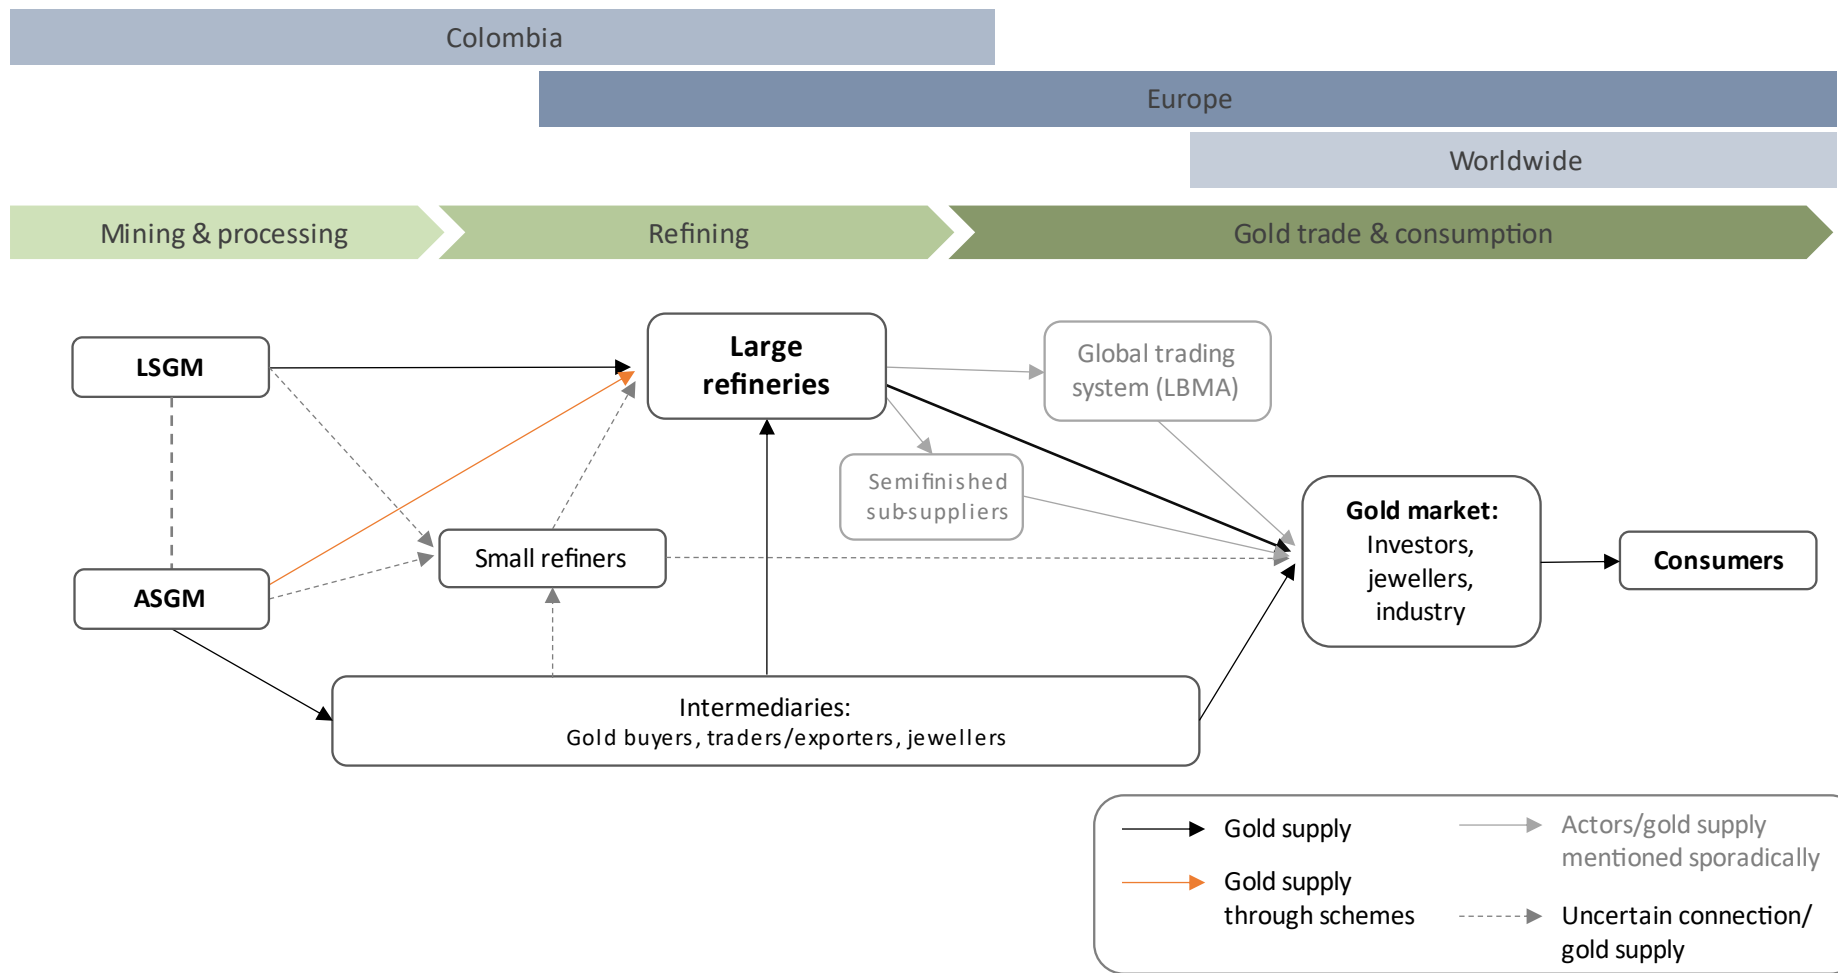 Colombia
Europe
Worldwide
Mining & processing
Refining
Gold trade & consumption
LSGM
Large
refineries
Global trading
system (LBMA)
Semifinished
sub-suppliers
Gold market:
Investors,
jewellers,
industry
Consumers
Small refiners
ASGM
Intermediaries:
Gold buyers, traders/exporters, jewellers
Gold supply
Gold supply
through schemes
Actors/gold supply
mentioned sporadically
Uncertain connection/
gold supply